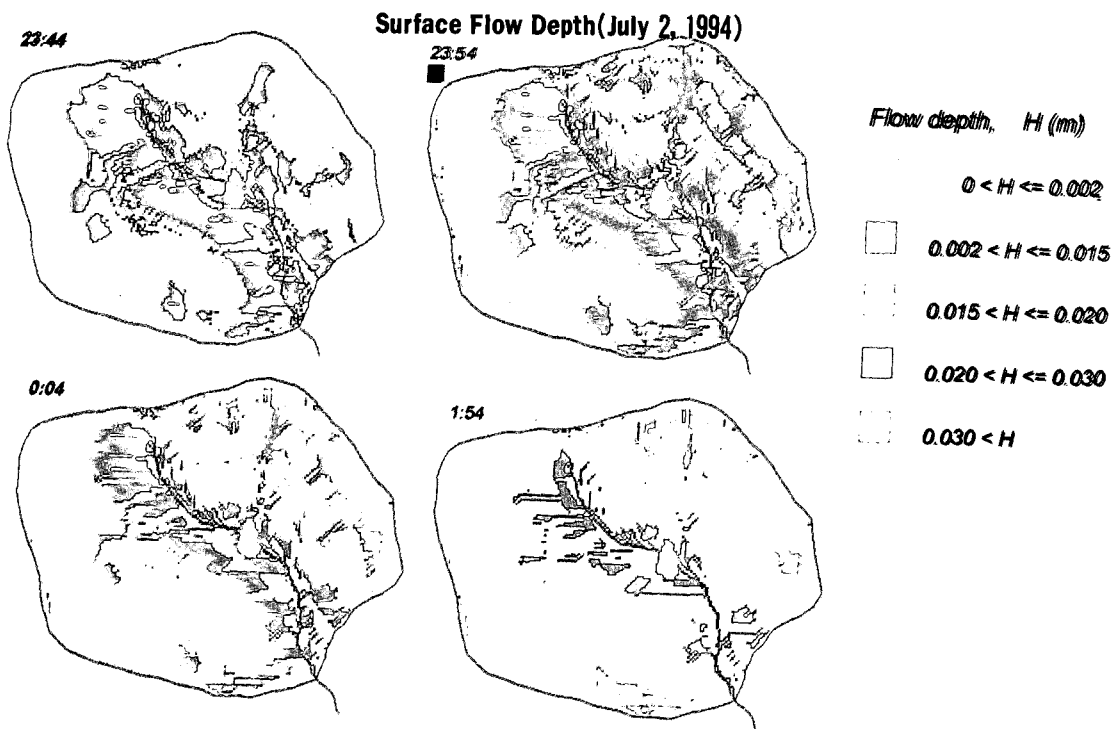 Surface Flow Depth(July 2, 1994)
23:44
23:54
0:04
1:54
Flow depth, H (m)
0 < H <= 0.002
0.002 < H <= 0.015
0.015 < H <= 0.020
0.020 < H <= 0.030
0.030 < H